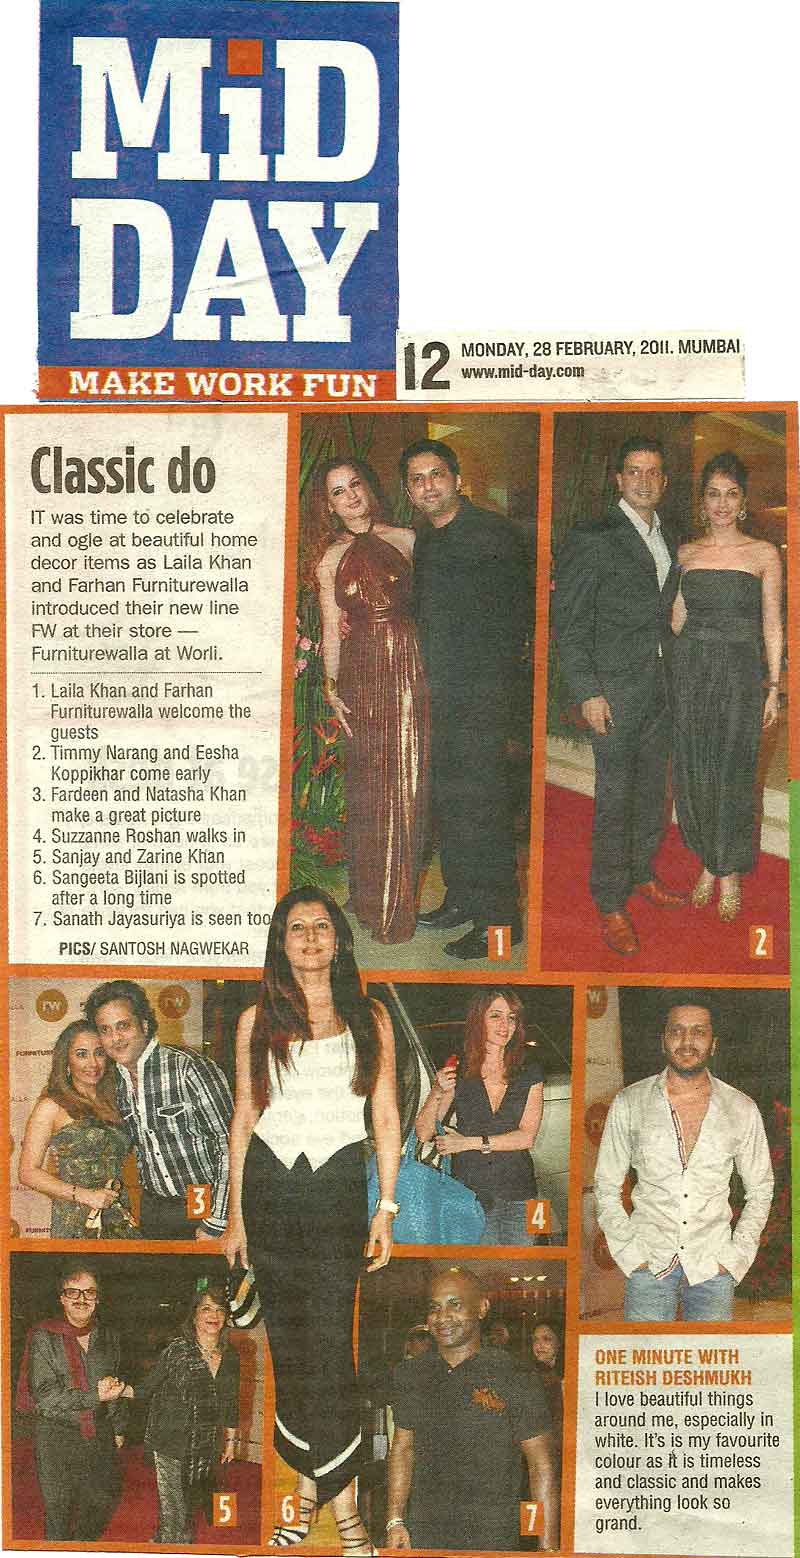 MiD
DAY
MAKE WORK FUN
12 MONDAY, 28 FEBRUARY, 2011. MUMBAI
www.mid-day.com
Classic do
IT was time to celebrate
and ogle at beautiful home
decor items as Laila Khan
and Farhan Furniturewalla
introduced their new line
FW at their store —
Furniturewalla at Worli.
1. Laila Khan and Farhan
Furniturewalla welcome the
guests
2. Timmy Narang and Eesha
Koppikhar come early
3. Fardeen and Natasha Khan
make a great picture
4. Suzzanne Roshan walks in
5. Sanjay and Zarine Khan
6. Sangeeta Bijlani is spotted
after a long time
7. Sanath Jayasuriya is seen too
PICS/ SANTOSH NAGWEKAR
1
2
3
4
5
6
7
ONE MINUTE WITH
RITEISH DESHMUKH
I love beautiful things
around me, especially in
white. It's is my favourite
colour as it is timeless
and classic and makes
everything look so
grand.